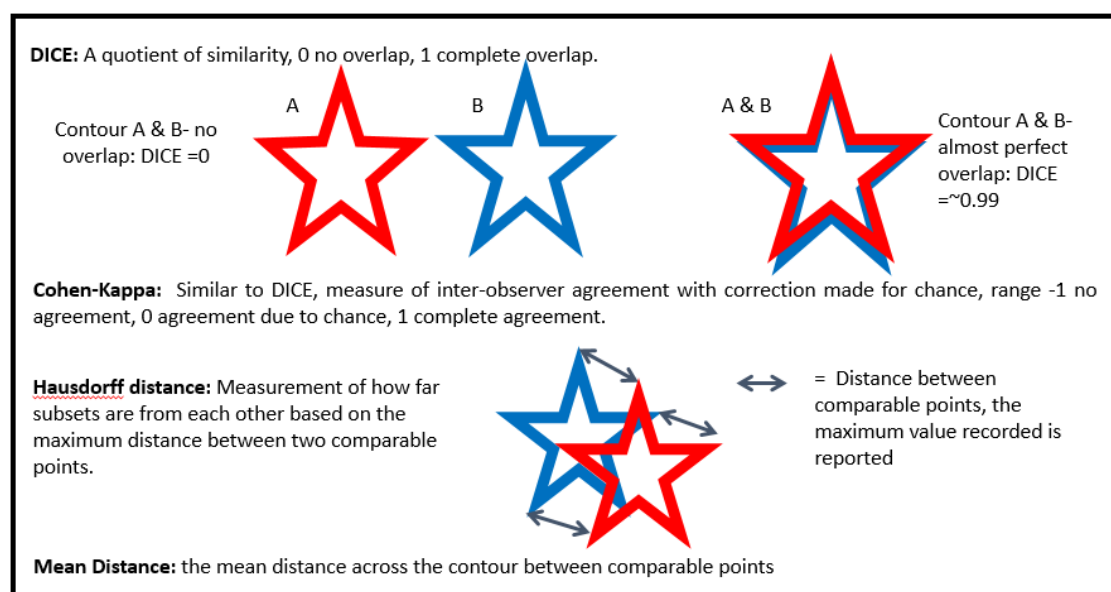 DICE: A quotient of similarity, 0 no overlap, 1 complete overlap.
A
B
A & B
Contour A & B- no
overlap: DICE =0
Contour A & B-
almost perfect
overlap: DICE
=~0.99
Cohen-Kappa: Similar to DICE, measure of inter-observer agreement with correction made for chance, range -1 no
agreement, 0 agreement due to chance, 1 complete agreement.
Hausdorff distance: Measurement of how far
subsets are from each other based on the
maximum distance between two comparable
points.
= Distance between
comparable points, the
maximum value recorded is
reported
Mean Distance: the mean distance across the contour between comparable points